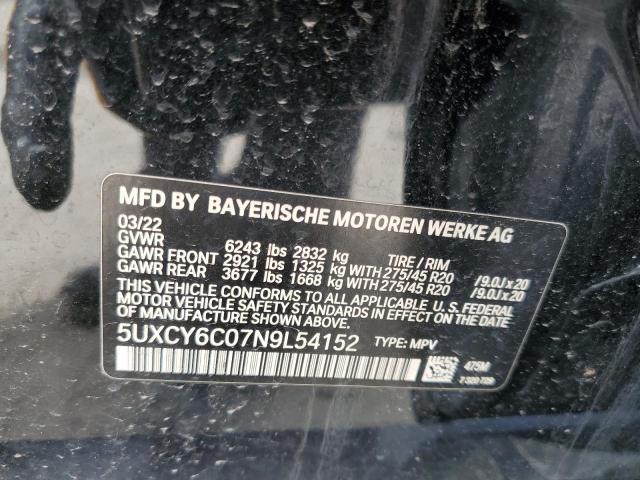 MFD BY BAYERISCHE MOTOREN WERKE AG
03/22
GVWR 6243 lbs 2832 kg TIRE / RIM
GAWR FRONT 2921 lbs 1325 kg WITH 275/45 R20 / 9.0J x 20
GAWR REAR 3677 lbs 1668 kg WITH 275/45 R20 / 9.0J x 20
THIS VEHICLE CONFORMS TO ALL APPLICABLE U. S. FEDERAL
MOTOR VEHICLE SAFETY STANDARDS IN EFFECT ON THE DATE
OF MANUFACTURE SHOWN ABOVE.
5UXCY6C07N9L54152 TYPE: MPV
475M